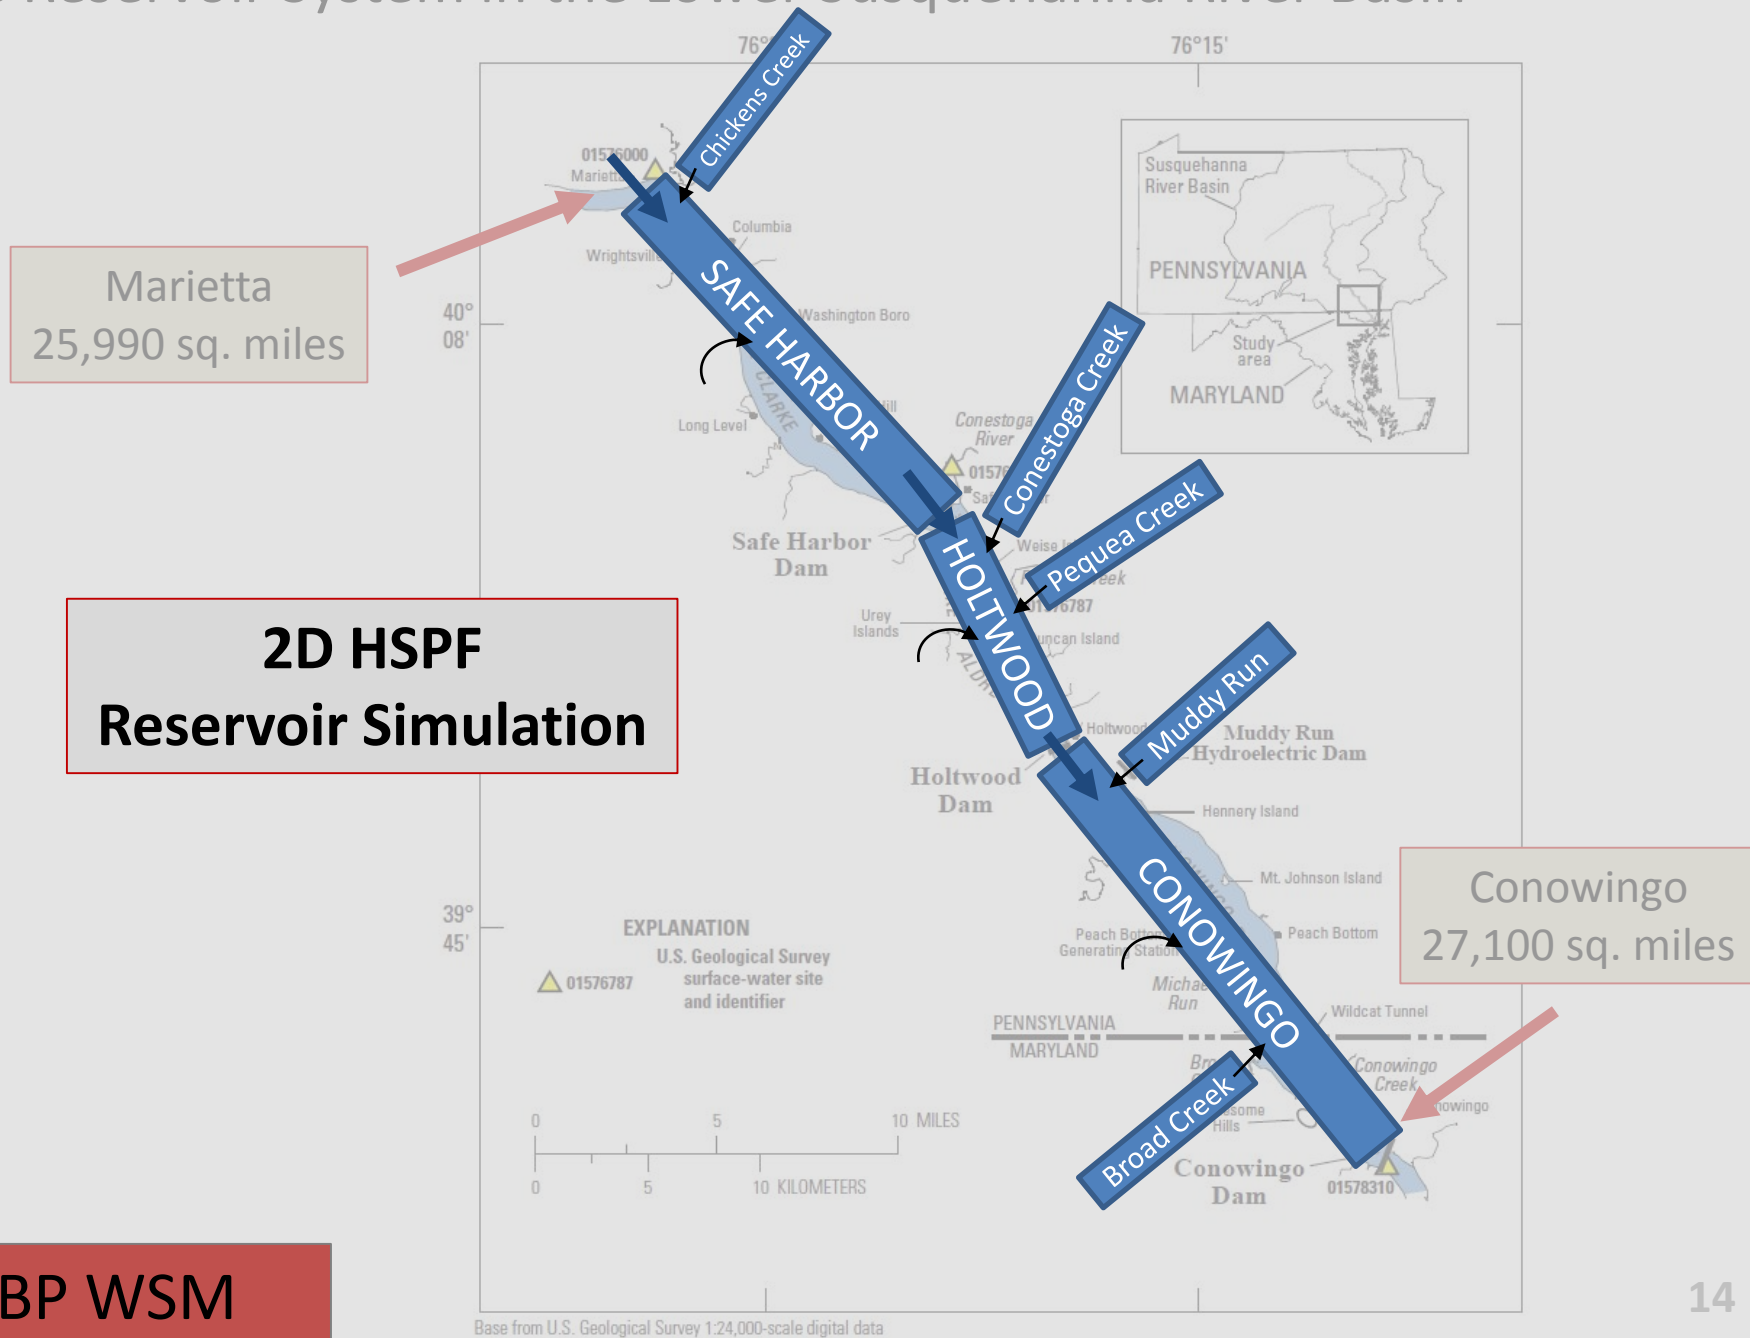 Reservoir System in the Lower Susquehanna River Basin
76°15'
Chickens Creek
01576000
Marietta
Columbia
Wrightsville
Susquehanna
River Basin
PENNSYLVANIA
Study
area
MARYLAND
Marietta
25,990 sq. miles
40°
08'
SAFE HARBOR
Washington Boro
CLARKE
Long Level
Conestoga
River
Conestoga Creek
Safe Harbor
Dam
HOLTWOOD
Pequea Creek
Urey
Islands
2D HSPF
Reservoir Simulation
Muddy Run
Holtwood
Muddy Run
Hydroelectric Dam
Holtwood
Dam
Hennery Island
CONOWINGO
Mt. Johnson Island
Conowingo
27,100 sq. miles
39°
45'
EXPLANATION
U.S. Geological Survey
surface-water site
and identifier
01576787
Peach Bottom
Generating Station
Peach Bottom
Run
Wildcat Tunnel
PENNSYLVANIA
MARYLAND
Conowingo
Creek
Broad Creek
Hills
0 5 10 MILES
0 5 10 KILOMETERS
Conowingo
Dam
01578310
BP WSM
14
Base from U.S. Geological Survey 1:24,000-scale digital data